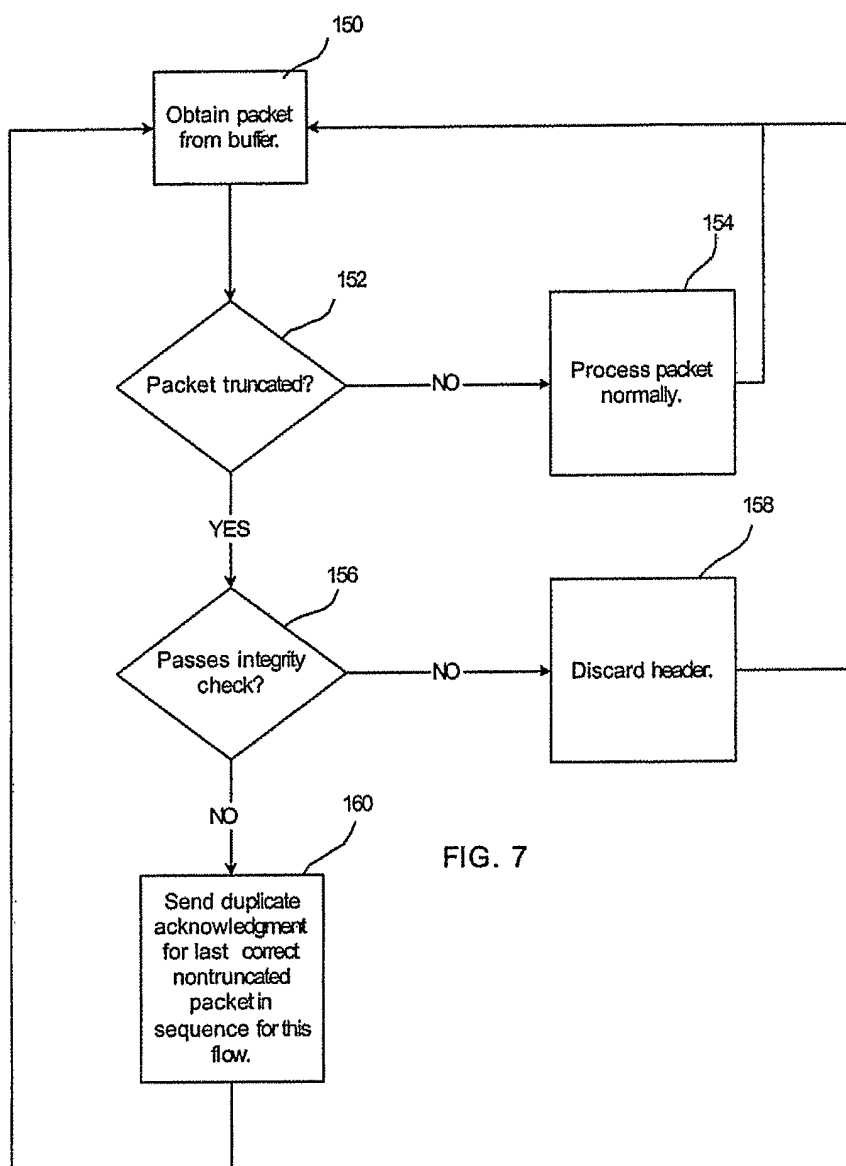 150
Obtain packet
from buffer.
152
Packet truncated?
NO
154
Process packet
normally.
YES
156
Passes integrity
check?
NO
158
Discard header.
NO
160
Send duplicate
acknowledgment
for last correct
nontruncated
packet in
sequence for this
flow.
FIG. 7